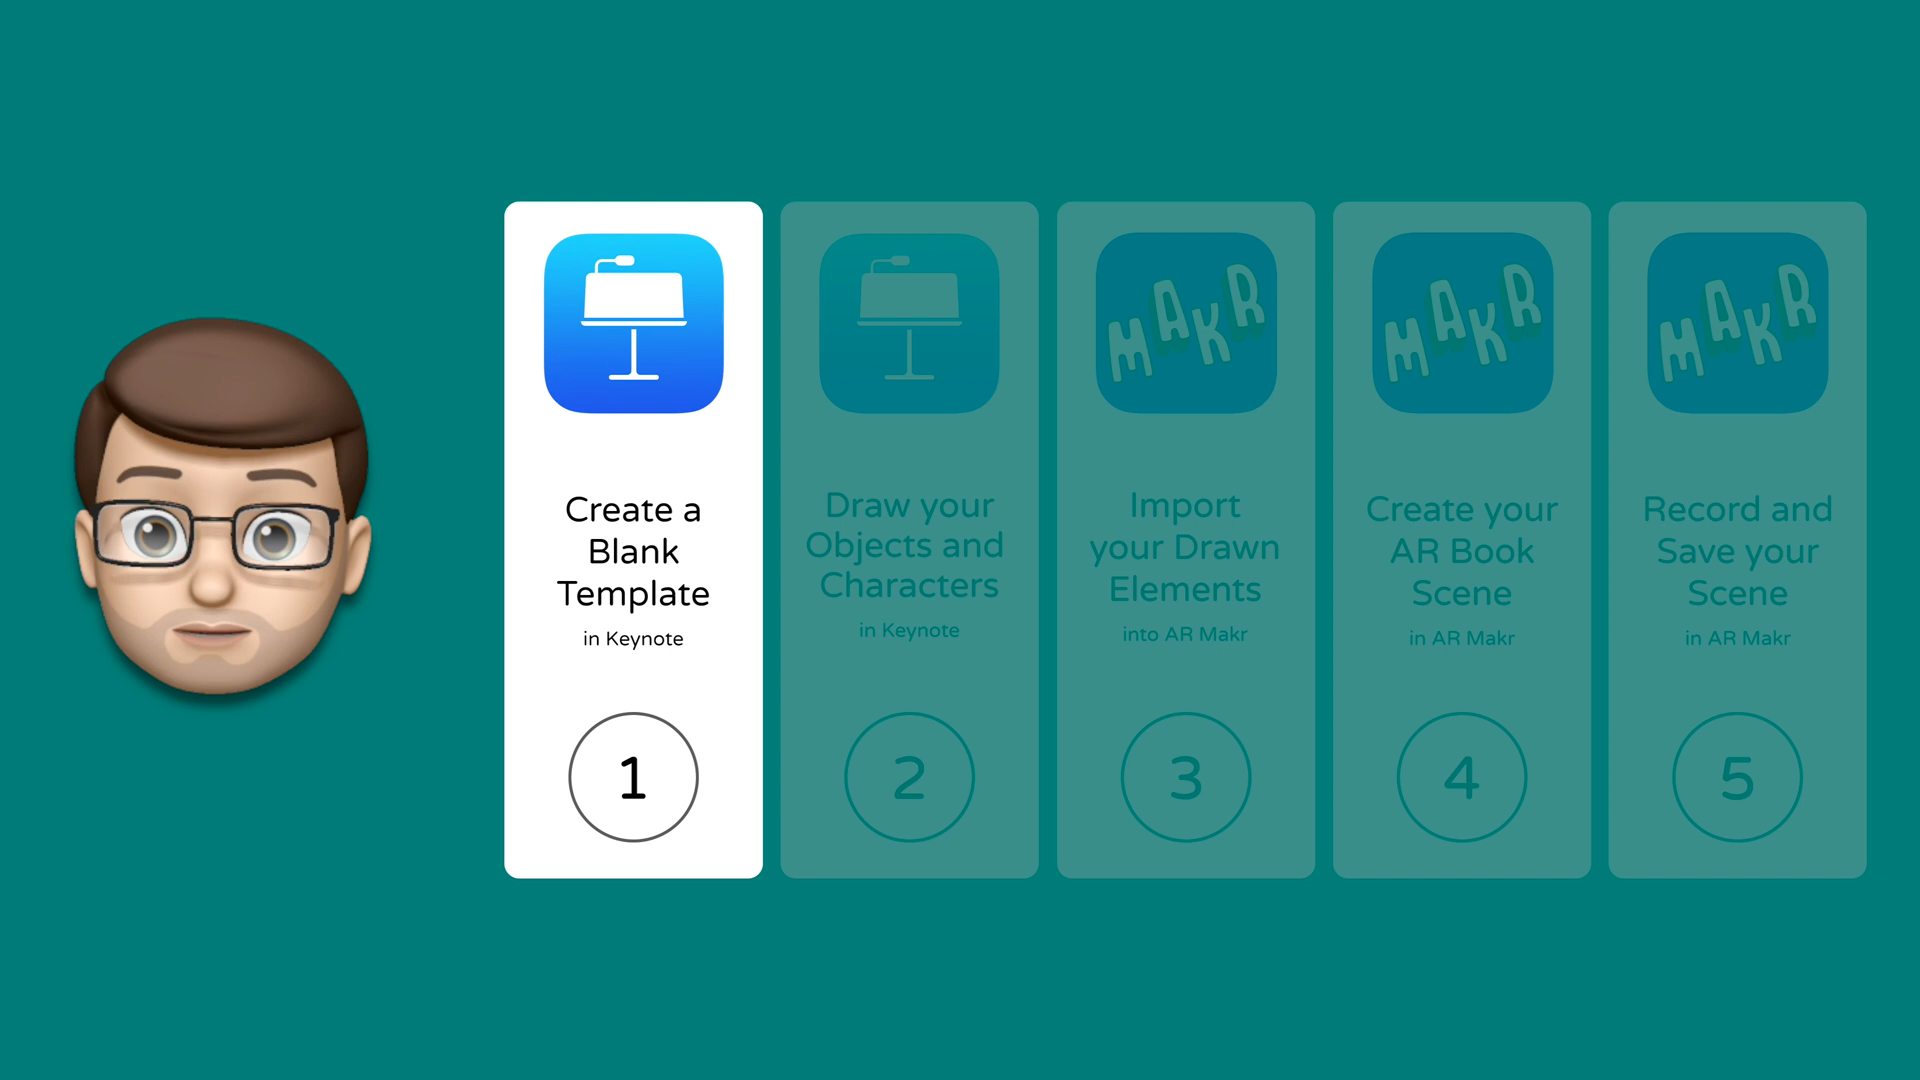 Create a
Blank
Template
in Keynote
1
Draw your
Objects and
Characters
in Keynote
2
MAKR
Import
your Drawn
Elements
into AR Makr
3
MAKR
Create your
AR Book
Scene
in AR Makr
4
MAKR
Record and
Save your
Scene
in AR Makr
5